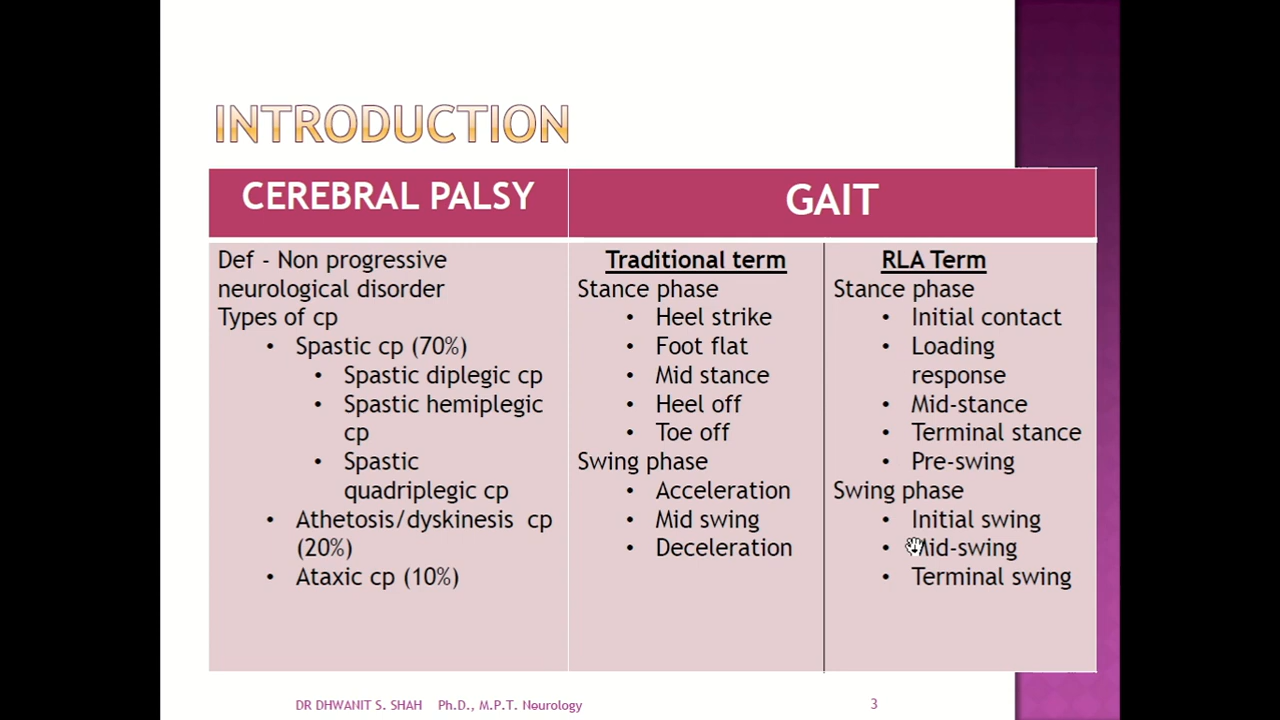 INTRODUCTION
CEREBRAL PALSY
GAIT
Def - Non progressive
neurological disorder
Types of cp
• Spastic cp (70%)
• Spastic diplegic cp
• Spastic hemiplegic
cp
• Spastic
quadriplegic cp
• Athetosis/dyskinesis cp
(20%)
• Ataxic cp (10%)
Traditional term
Stance phase
• Heel strike
• Foot flat
• Mid stance
• Heel off
• Toe off
Swing phase
• Acceleration
• Mid swing
• Deceleration
RLA Term
Stance phase
• Initial contact
• Loading
response
• Mid-stance
• Terminal stance
• Pre-swing
Swing phase
• Initial swing
• Mid-swing
• Terminal swing
DR DHWANIT S. SHAH Ph.D., M.P.T. Neurology
3